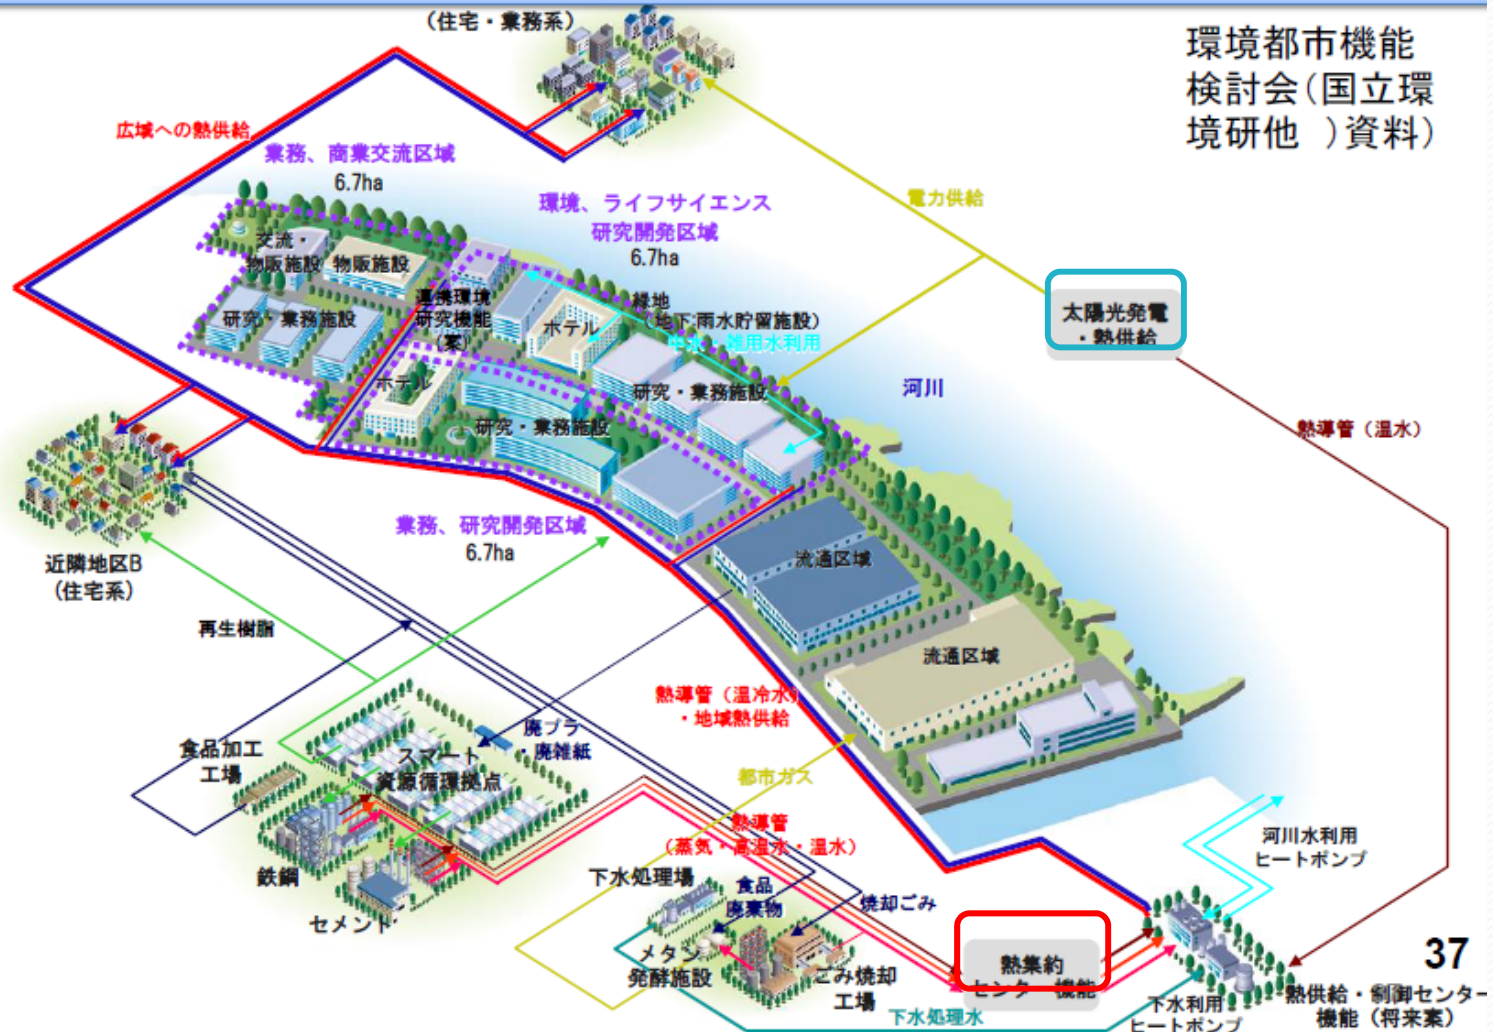 （住宅・業務系）
環境都市機能
検討会（国立環
境研他　）資料）
広域への熱供給
業務、商業交流区域
6.7ha
環境、ライフサイエンス
研究開発区域
6.7ha
電力供給
交流・
物販施設
物販施設
連携環境
研究機能
（案）
研究・業務施設
ホテル
緑地
（地下雨水貯留施設）
中水・雑用水利用
太陽光発電
・熱供給
ホテル
研究・業務施設
研究・業務施設
河川
熱導管（温水）
業務、研究開発区域
6.7ha
近隣地区B
（住宅系）
流通区域
再生樹脂
流通区域
熱導管（温冷水）
・地域熱供給
廃プラ
・廃雑紙
食品加工
工場
スマート
資源循環拠点
都市ガス
熱導管
（蒸気・高温水・温水）
河川水利用
ヒートポンプ
鉄鋼
セメント
下水処理場
食品
廃棄物
焼却ごみ
メタン
発酵施設
ごみ焼却
工場
熱集約
センター機能
下水処理水
下水利用
ヒートポンプ
37
熱供給・制御センター
機能（将来案）